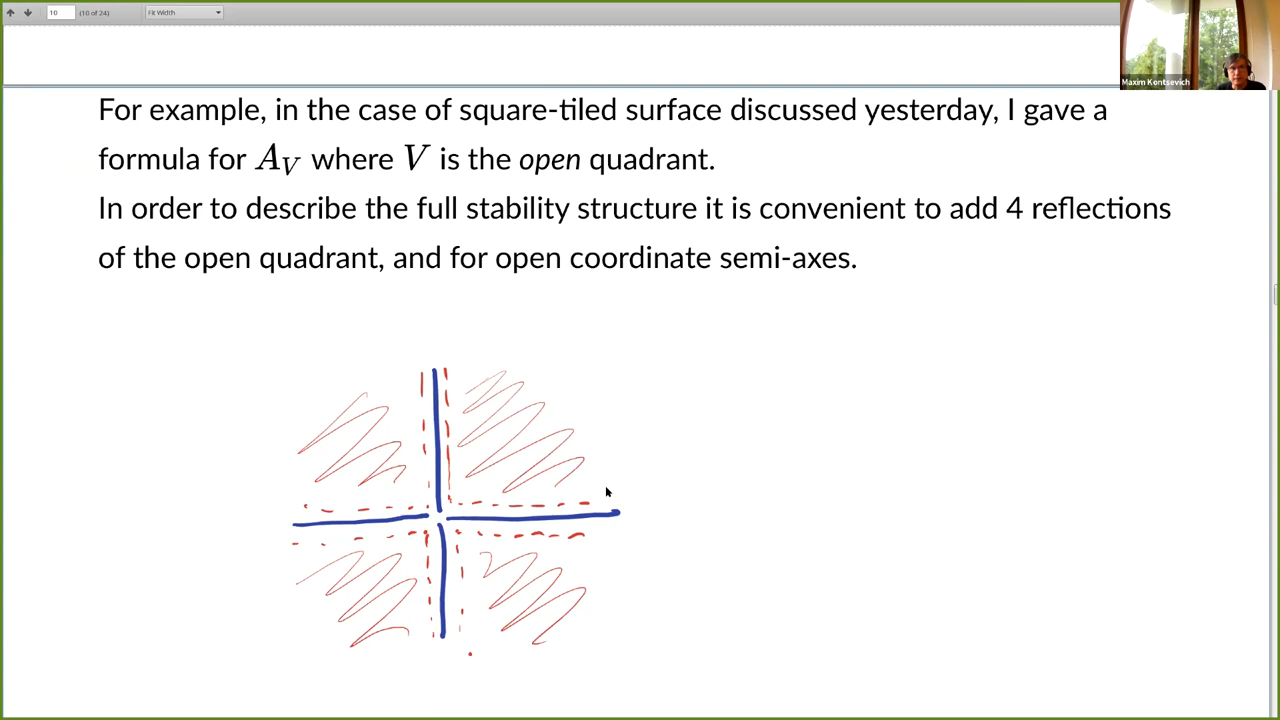 10 (10 of 24) Fit Width
Maxim Kontsevich
For example, in the case of square-tiled surface discussed yesterday, I gave a
formula for A_V where V is the open quadrant.
In order to describe the full stability structure it is convenient to add 4 reflections
of the open quadrant, and for open coordinate semi-axes.